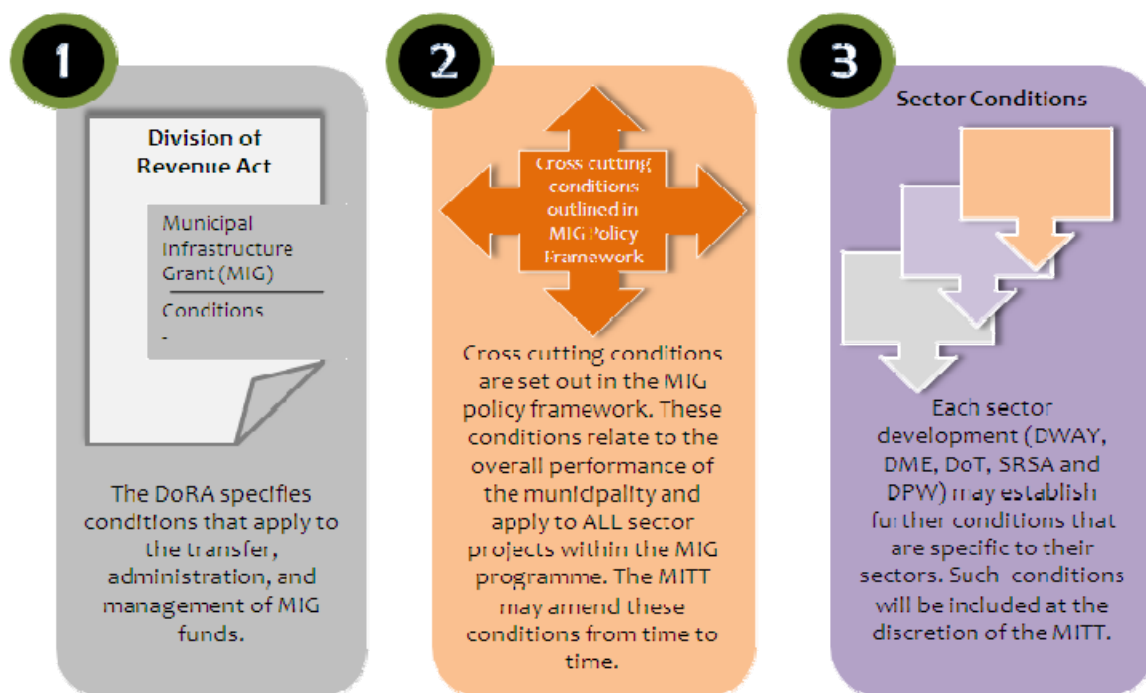 1
Division of
Revenue Act
Municipal
Infrastructure
Grant (MIG)
Conditions
-
The DoRA specifies
conditions that apply to
the transfer,
administration, and
management of MIG
funds.
2
Cross cutting
conditions
outlined in
MIG Policy
Framework
Cross cutting conditions
are set out in the MIG
policy framework. These
conditions relate to the
overall performance of
the municipality and
apply to ALL sector
projects within the MIG
programme. The MITT
may amend these
conditions from time to
time.
3
Sector Conditions
Each sector
development (DWAY,
DME, DoT, SRSA and
DPW) may establish
further conditions that
are specific to their
sectors. Such conditions
will be included at the
discretion of the MITT.